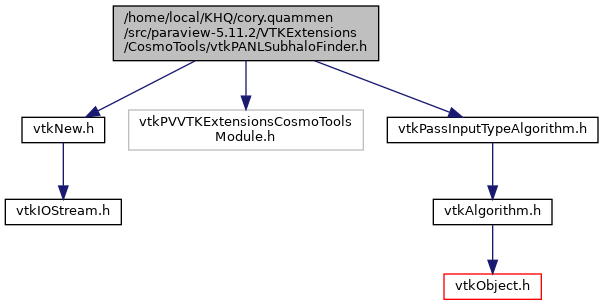 /home/local/KHQ/cory.quammen
/src/paraview-5.11.2/VTKExtensions
/CosmoTools/vtkPANLSubhaloFinder.h
vtkNew.h
vtkPVVTKExtensionsCosmoTools
Module.h
vtkPassInputTypeAlgorithm.h
vtkIOStream.h
vtkAlgorithm.h
vtkObject.h